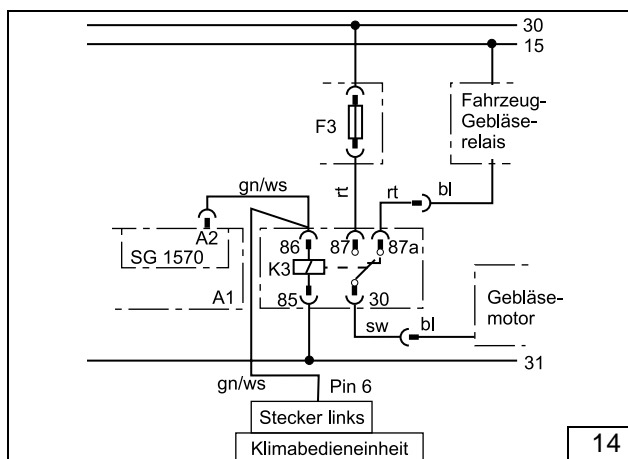 30
15
Fahrzeug-
Gebläse-
relais
F3
gn/ws
rt
rt
bl
A2
SG 1570
A1
86
87
87a
K3
85
30
Gebläse-
motor
sw
bl
31
gn/ws
Pin 6
Stecker links
Klimabedieneinheit
14